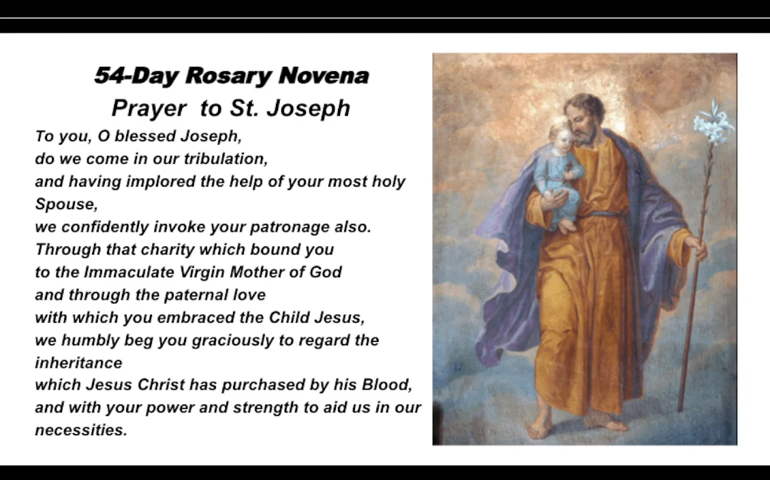 54-Day Rosary Novena
Prayer to St. Joseph
To you, O blessed Joseph,
do we come in our tribulation,
and having implored the help of your most holy
Spouse,
we confidently invoke your patronage also.
Through that charity which bound you
to the Immaculate Virgin Mother of God
and through the paternal love
with which you embraced the Child Jesus,
we humbly beg you graciously to regard the
inheritance
which Jesus Christ has purchased by his Blood,
and with your power and strength to aid us in our
necessities.